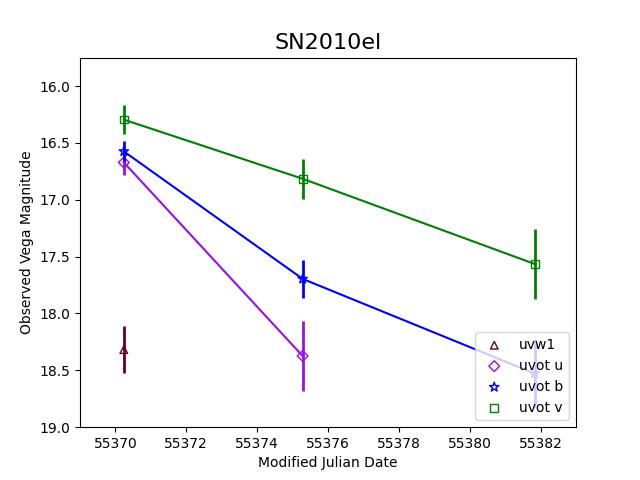 SN2010el
Observed Vega Magnitude
16.0
16.5
17.0
17.5
18.0
18.5
19.0
uvw1
uvot u
uvot b
uvot v
55370 55372 55374 55376 55378 55380 55382
Modified Julian Date